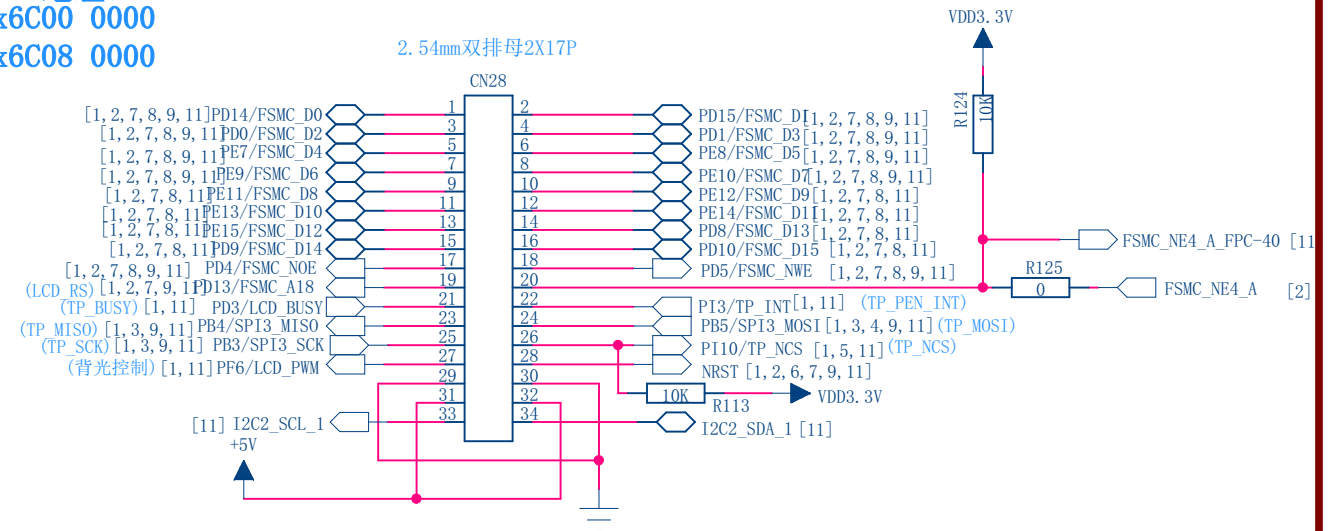 x6C00 0000
x6C08 0000
VDD3.3V
2.54mm双排母2X17P
CN28
R124
10K
[1,2,7,8,9,11]PD14/FSMC_D0 1 2 PD15/FSMC_D1[1,2,7,8,9,11]
[1,2,7,8,9,11]PD0/FSMC_D2 3 4 PD1/FSMC_D3[1,2,7,8,9,11]
[1,2,7,8,9,11]PE7/FSMC_D4 5 6 PE8/FSMC_D5[1,2,7,8,9,11]
[1,2,7,8,9,11]PE9/FSMC_D6 7 8 PE10/FSMC_D7[1,2,7,8,9,11]
[1,2,7,8,11]PE11/FSMC_D8 9 10 PE12/FSMC_D9[1,2,7,8,11]
[1,2,7,8,11]PE13/FSMC_D10 11 12 PE14/FSMC_D11[1,2,7,8,11]
[1,2,7,8,11]PE15/FSMC_D12 13 14 PD8/FSMC_D13[1,2,7,8,11]
[1,2,7,8,11]PD9/FSMC_D14 15 16 PD10/FSMC_D15 [1,2,7,8,11]
FSMC_NE4_A_FPC-40 [11
[1,2,7,8,9,11] PD4/FSMC_NOE 17 18 PD5/FSMC_NWE [1,2,7,8,9,11]
R125
(LCD_RS)[1,2,7,9,11]PD13/FSMC_A18 19 20 0 FSMC_NE4_A [2]
(TP_BUSY)[1,11] PD3/LCD_BUSY 21 22 PI3/TP_INT[1,11] (TP_PEN_INT)
(TP_MISO)[1,3,9,11]PB4/SPI3_MISO 23 24 PB5/SPI3_MOSI[1,3,4,9,11](TP_MOSI)
(TP_SCK)[1,3,9,11] PB3/SPI3_SCK 25 26 PI10/TP_NCS [1,5,11](TP_NCS)
(背光控制)[1,11]PF6/LCD_PWM 27 28 NRST [1,2,6,7,9,11]
29 30 10K VDD3.3V
31 32 R113
[11] I2C2_SCL_1 33 34 I2C2_SDA_1 [11]
+5V